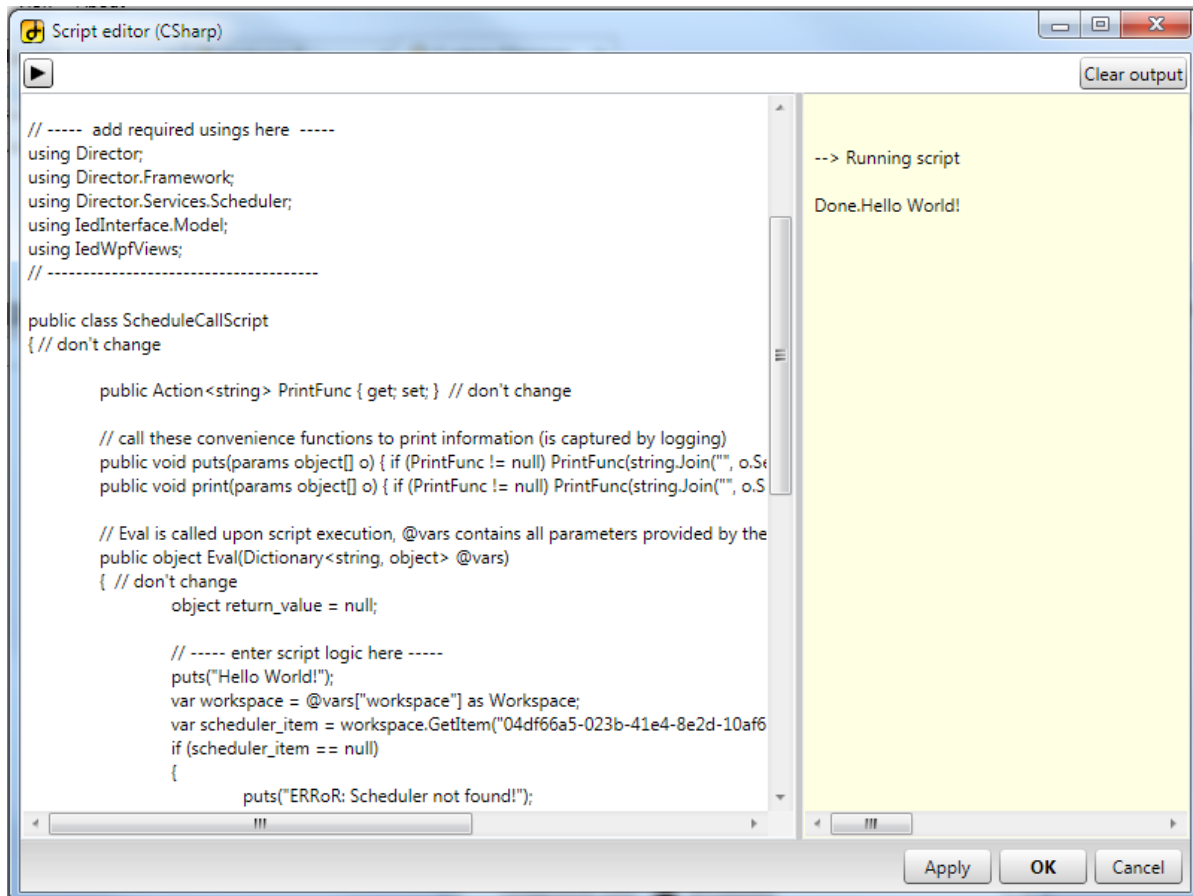 Script editor (CSharp)
Clear output
// ----- add required usings here -----
using Director;
using Director.Framework;
using Director.Services.Scheduler;
using IedInterface.Model;
using IedWpfViews;
// --------------------------------------
public class ScheduleCallScript
{ // don't change
public Action<string> PrintFunc { get; set; } // don't change
// call these convenience functions to print information (is captured by logging)
public void puts(params object[] o) { if (PrintFunc != null) PrintFunc(string.Join("", o.Se
public void print(params object[] o) { if (PrintFunc != null) PrintFunc(string.Join("", o.S
// Eval is called upon script execution, @vars contains all parameters provided by the
public object Eval(Dictionary<string, object> @vars)
{ // don't change
object return_value = null;
// ----- enter script logic here -----
puts("Hello World!");
var workspace = @vars["workspace"] as Workspace;
var scheduler_item = workspace.GetItem("04df66a5-023b-41e4-8e2d-10af6
if (scheduler_item == null)
{
puts("ERRoR: Scheduler not found!");
--> Running script
Done.Hello World!
Apply
OK
Cancel